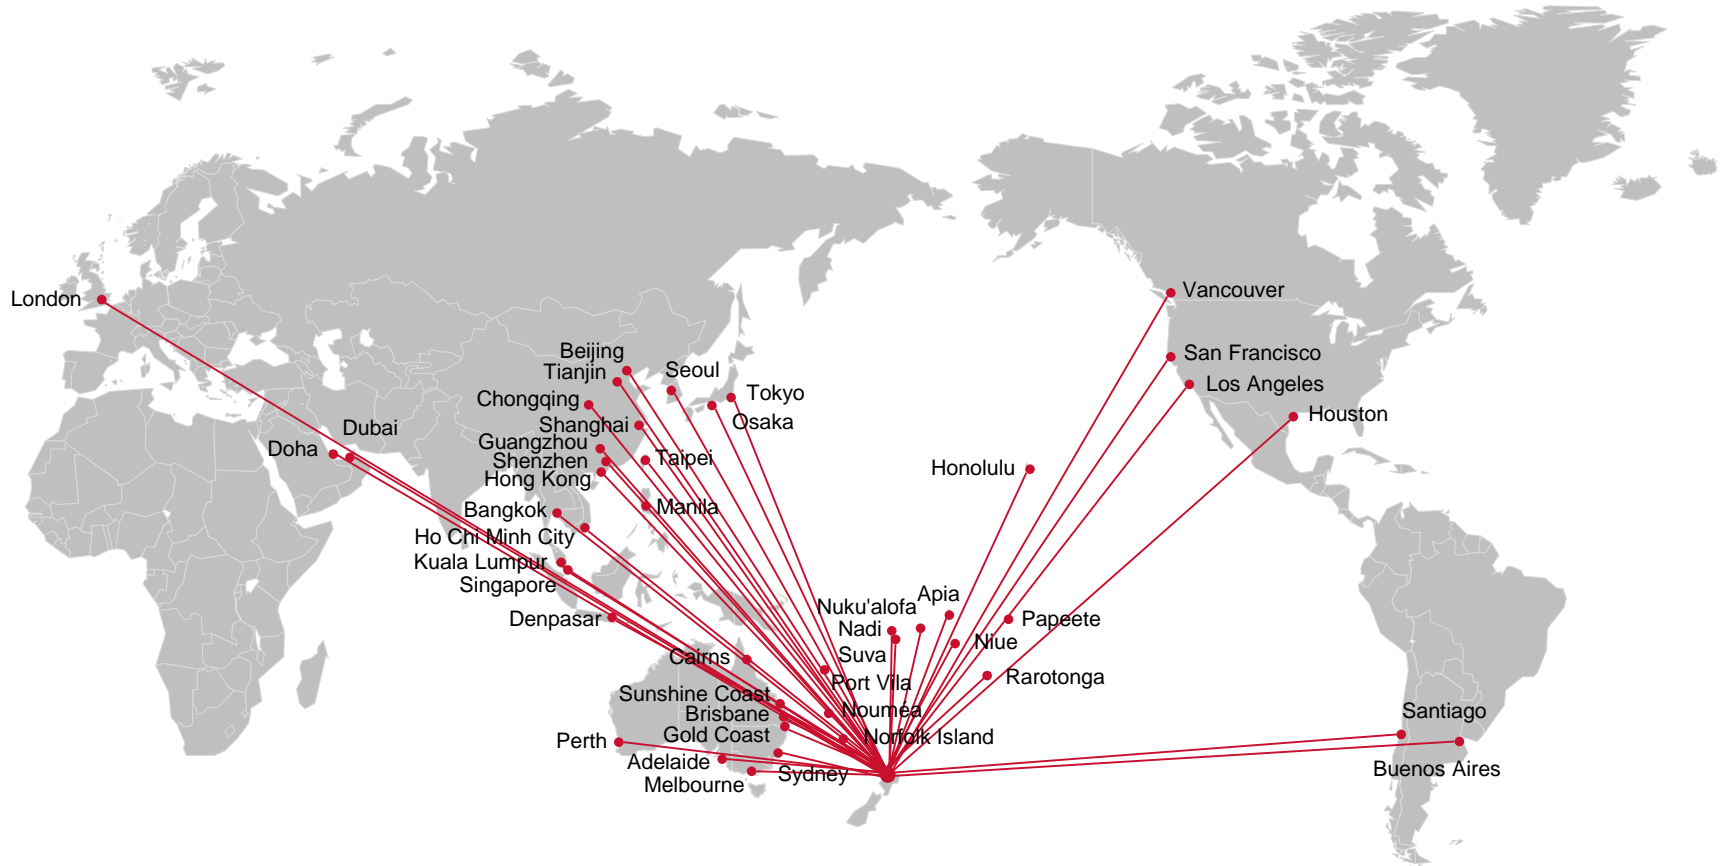 London
Vancouver
Beijing
San Francisco
Tianjin
Seoul
Los Angeles
Tokyo
Chongqing
Houston
Osaka
Shanghai
Dubai
Guangzhou
Doha
Taipei
Shenzhen
Honolulu
Hong Kong
Manila
Bangkok
Ho Chi Minh City
Kuala Lumpur
Singapore
Apia
Nuku'alofa
Denpasar
Papeete
Nadi
Niue
Suva
Cairns
Rarotonga
Port Vila
Sunshine Coast
Santiago
Nouméa
Brisbane
Gold Coast
Norfolk Island
Perth
Adelaide
Buenos Aires
Sydney
Melbourne